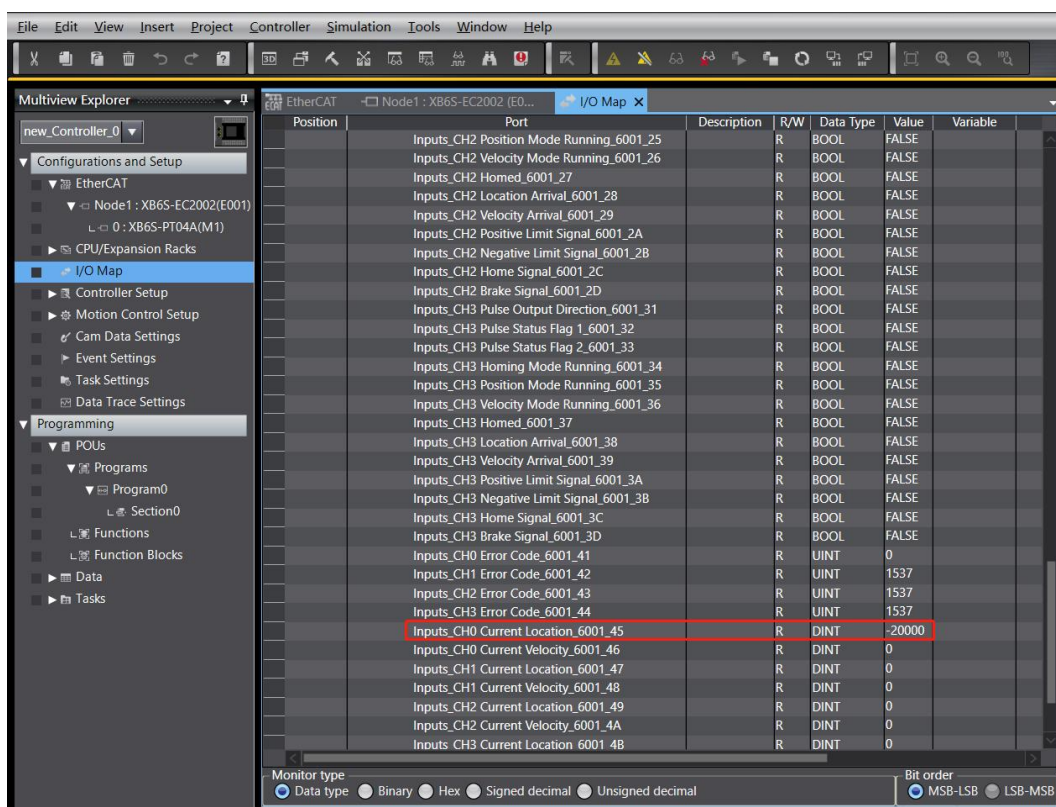 File Edit View Insert Project Controller Simulation Tools Window Help
Multiview Explorer
EtherCAT Node1 : XB6S-EC2002 (E0... I/O Map
new_Controller_0
Position Port Description R/W Data Type Value Variable
Configurations and Setup
EtherCAT
Node1 : XB6S-EC2002(E001)
0 : XB6S-PT04A(M1)
CPU/Expansion Racks
I/O Map
Controller Setup
Motion Control Setup
Cam Data Settings
Event Settings
Task Settings
Data Trace Settings
Programming
POUs
Programs
Program0
Section0
Functions
Function Blocks
Data
Tasks
Inputs_CH2 Position Mode Running_6001_25 R BOOL FALSE
Inputs_CH2 Velocity Mode Running_6001_26 R BOOL FALSE
Inputs_CH2 Homed_6001_27 R BOOL FALSE
Inputs_CH2 Location Arrival_6001_28 R BOOL FALSE
Inputs_CH2 Velocity Arrival_6001_29 R BOOL FALSE
Inputs_CH2 Positive Limit Signal_6001_2A R BOOL FALSE
Inputs_CH2 Negative Limit Signal_6001_2B R BOOL FALSE
Inputs_CH2 Home Signal_6001_2C R BOOL FALSE
Inputs_CH2 Brake Signal_6001_2D R BOOL FALSE
Inputs_CH3 Pulse Output Direction_6001_31 R BOOL FALSE
Inputs_CH3 Pulse Status Flag 1_6001_32 R BOOL FALSE
Inputs_CH3 Pulse Status Flag 2_6001_33 R BOOL FALSE
Inputs_CH3 Homing Mode Running_6001_34 R BOOL FALSE
Inputs_CH3 Position Mode Running_6001_35 R BOOL FALSE
Inputs_CH3 Velocity Mode Running_6001_36 R BOOL FALSE
Inputs_CH3 Homed_6001_37 R BOOL FALSE
Inputs_CH3 Location Arrival_6001_38 R BOOL FALSE
Inputs_CH3 Velocity Arrival_6001_39 R BOOL FALSE
Inputs_CH3 Positive Limit Signal_6001_3A R BOOL FALSE
Inputs_CH3 Negative Limit Signal_6001_3B R BOOL FALSE
Inputs_CH3 Home Signal_6001_3C R BOOL FALSE
Inputs_CH3 Brake Signal_6001_3D R BOOL FALSE
Inputs_CH0 Error Code_6001_41 R UINT 0
Inputs_CH1 Error Code_6001_42 R UINT 1537
Inputs_CH2 Error Code_6001_43 R UINT 1537
Inputs_CH3 Error Code_6001_44 R UINT 1537
Inputs_CH0 Current Location_6001_45 R DINT -20000
Inputs_CH0 Current Velocity_6001_46 R DINT 0
Inputs_CH1 Current Location_6001_47 R DINT 0
Inputs_CH1 Current Velocity_6001_48 R DINT 0
Inputs_CH2 Current Location_6001_49 R DINT 0
Inputs_CH2 Current Velocity_6001_4A R DINT 0
Inputs_CH3 Current Location_6001_4B R DINT 0
Monitor type
Data type Binary Hex Signed decimal Unsigned decimal
Bit order
MSB-LSB LSB-MSB